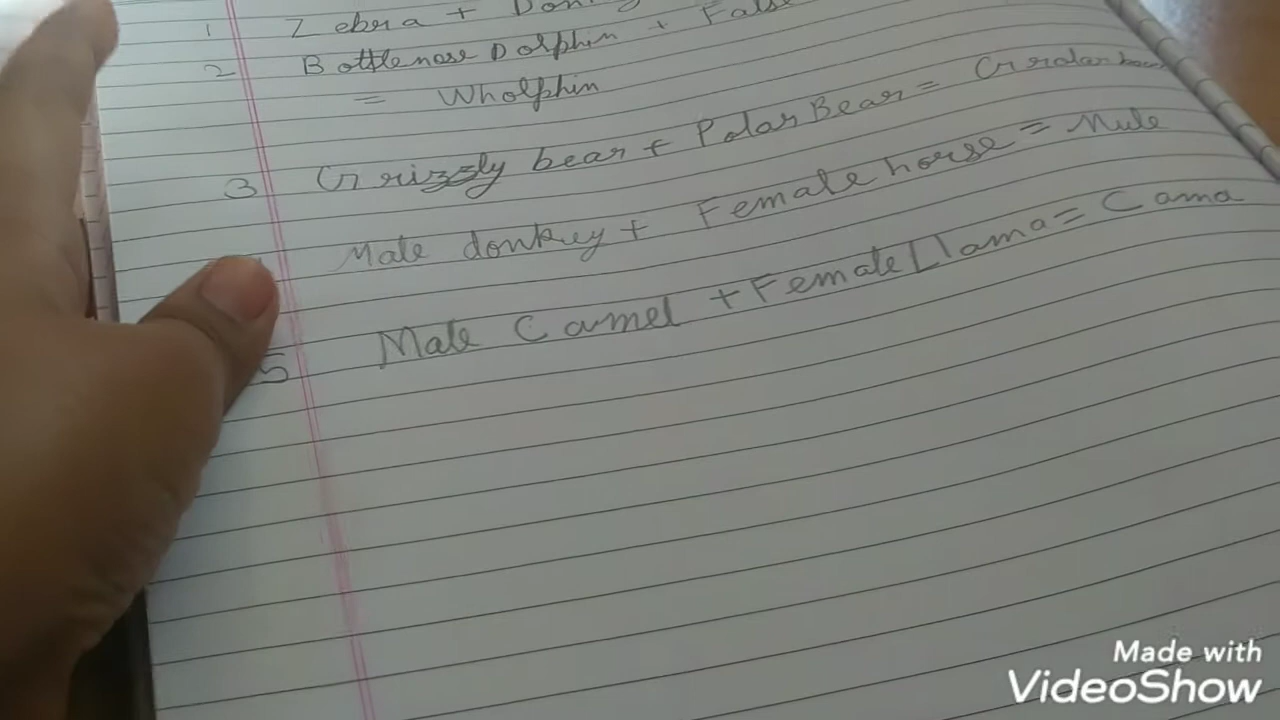 1 Zebra +
2 Bottlenose Dolphin +
= Wholphin
3 Grizzly bear + Polar Bear =
Male donkey + Female horse = Mule
5 Male Camel + Female Llama = Cama
Made with
VideoShow